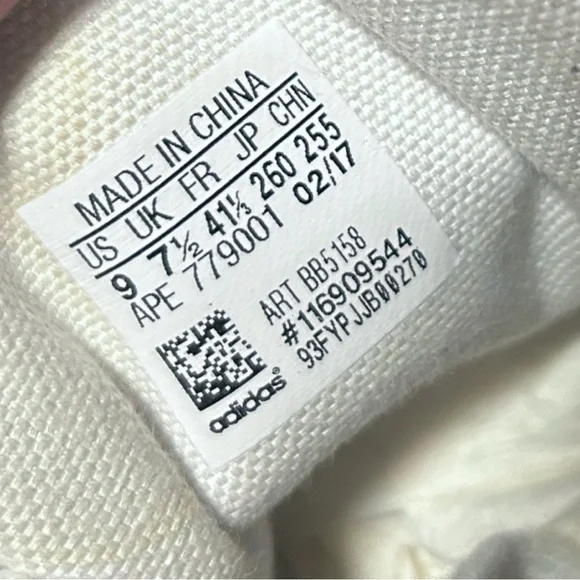 MADE IN CHINA
US UK FR JP CHN
9 7½ 41⅓ 260 255
APE 779001 02/17
ART BB5158
#116909544
93FYPJJB00270
adidas®